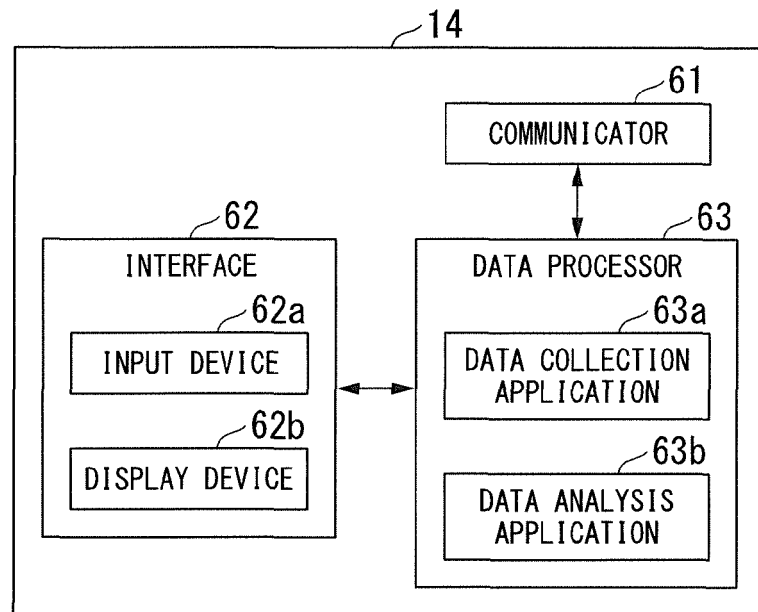 14
61
COMMUNICATOR
62
INTERFACE
62a
INPUT DEVICE
62b
DISPLAY DEVICE
63
DATA PROCESSOR
63a
DATA COLLECTION
APPLICATION
63b
DATA ANALYSIS
APPLICATION